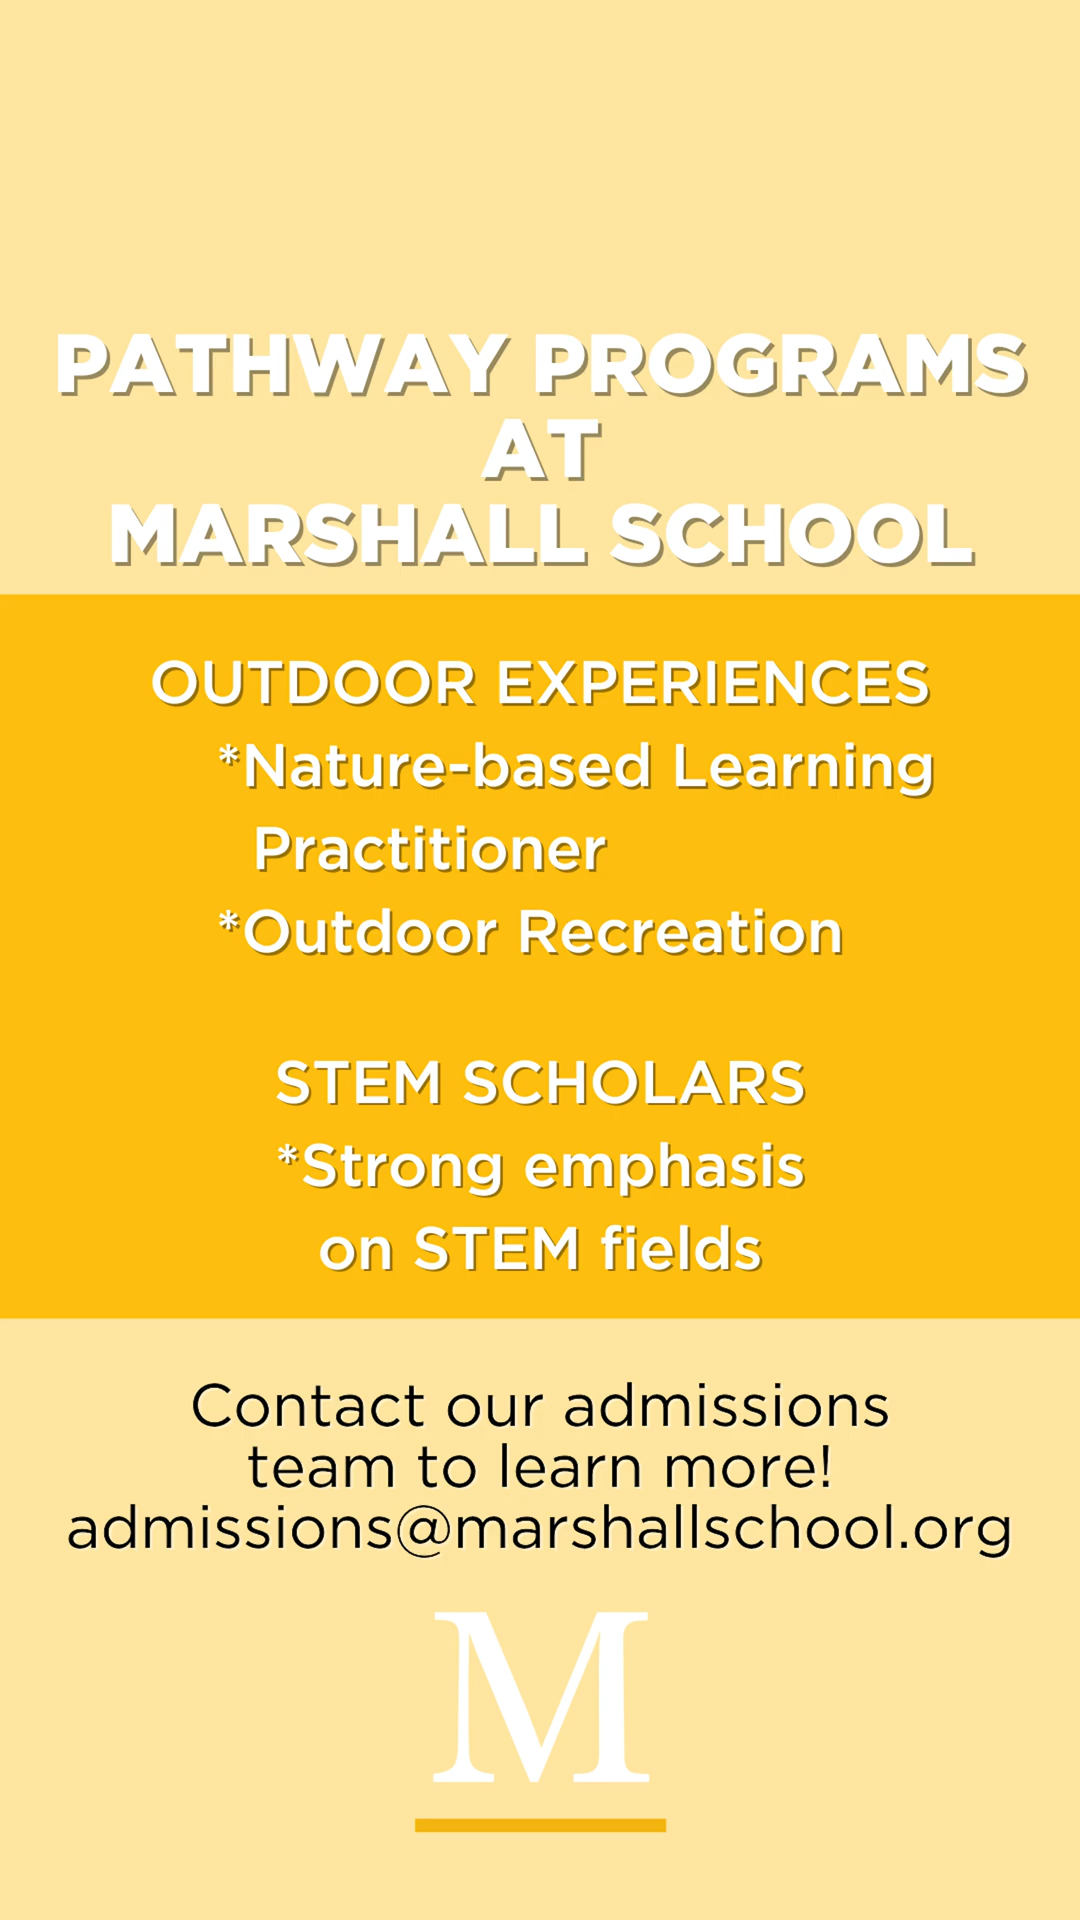 PATHWAY PROGRAMS
AT
MARSHALL SCHOOL
OUTDOOR EXPERIENCES
*Nature-based Learning
Practitioner
*Outdoor Recreation
STEM SCHOLARS
*Strong emphasis
on STEM fields
Contact our admissions
team to learn more!
admissions@marshallschool.org
M